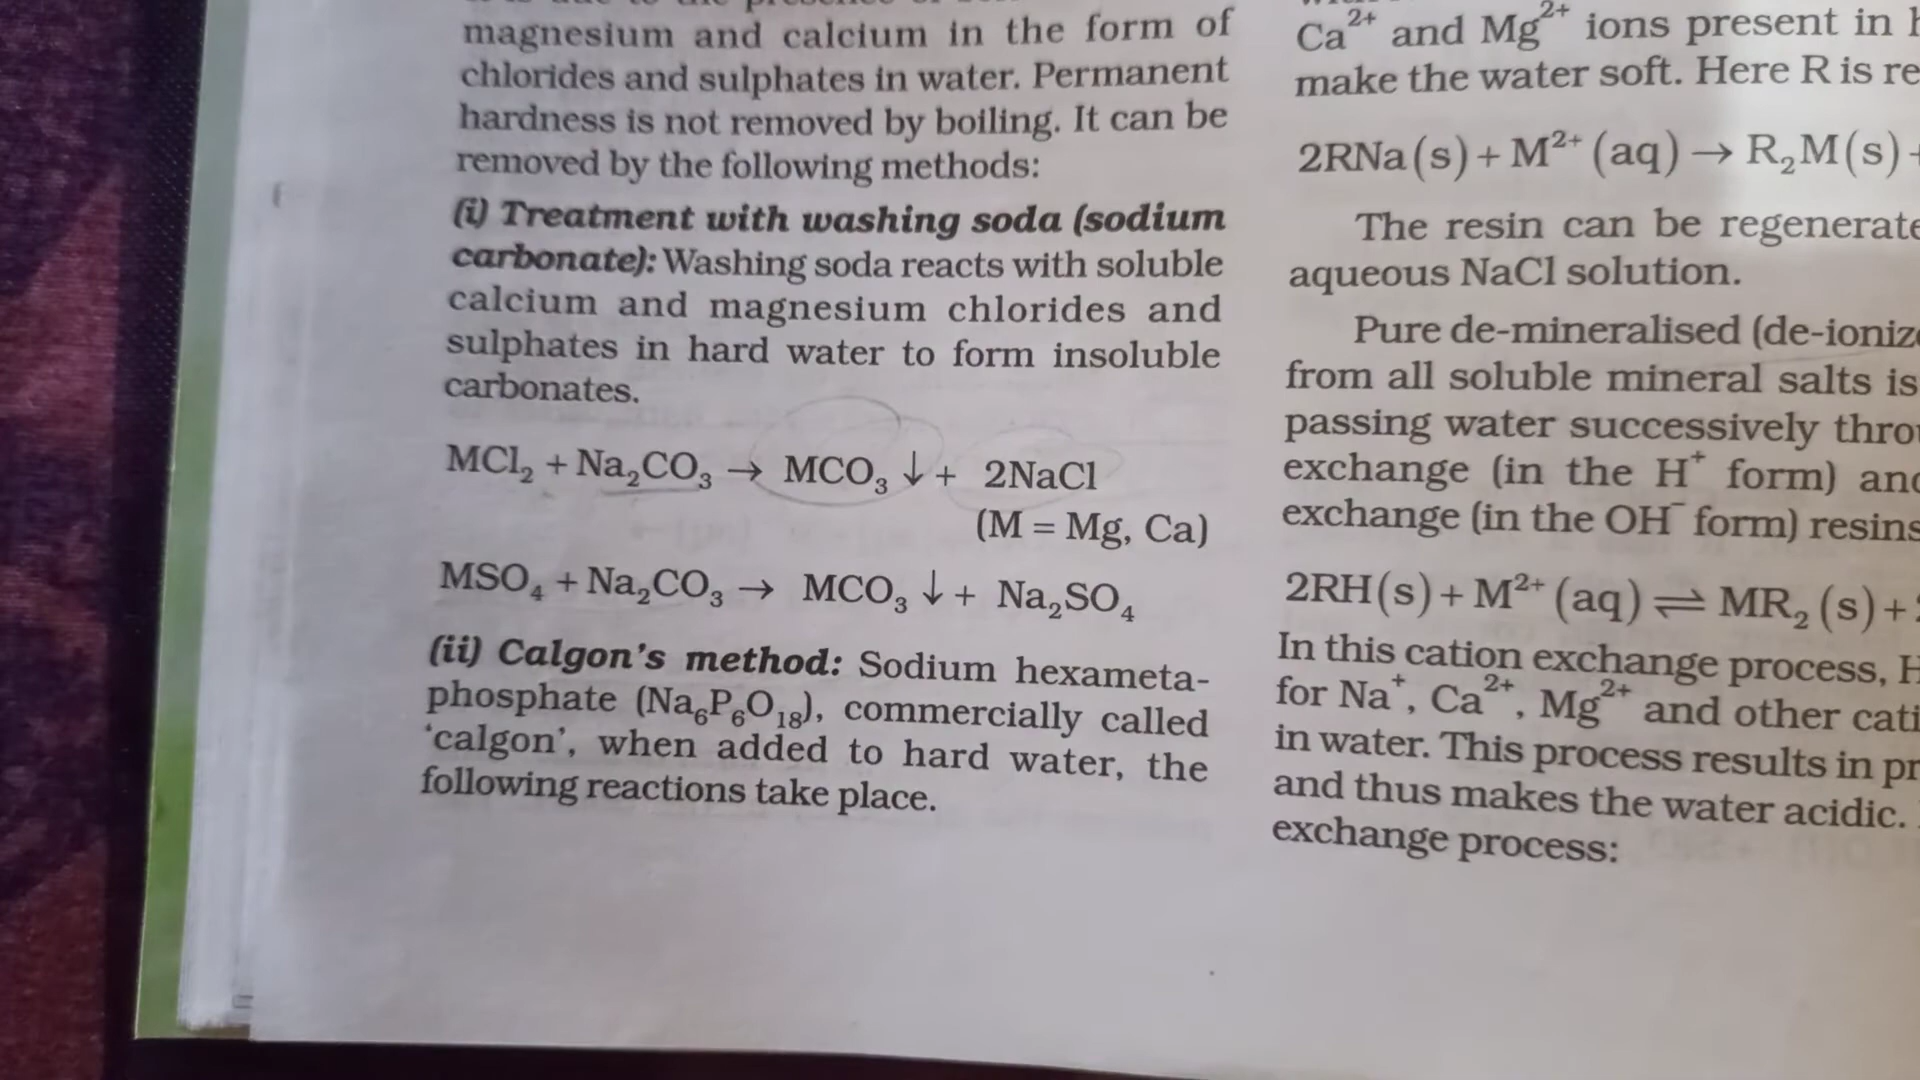 magnesium and calcium in the form of
chlorides and sulphates in water. Permanent
hardness is not removed by boiling. It can be
removed by the following methods:
(i) Treatment with washing soda (sodium
carbonate): Washing soda reacts with soluble
calcium and magnesium chlorides and
sulphates in hard water to form insoluble
carbonates.
MCl₂ + Na₂CO₃ → MCO₃ ↓ + 2NaCl
(M = Mg, Ca)
MSO₄ + Na₂CO₃ → MCO₃ ↓ + Na₂SO₄
(ii) Calgon's method: Sodium hexameta-
phosphate (Na₆P₆O₁₈), commercially called
'calgon', when added to hard water, the
following reactions take place.
Ca²⁺ and Mg²⁺ ions present in
make the water soft. Here R is re
2RNa(s) + M²⁺ (aq) → R₂M(s) +
The resin can be regenerate
aqueous NaCl solution.
Pure de-mineralised (de-ionize
from all soluble mineral salts is
passing water successively thro
exchange (in the H⁺ form) and
exchange (in the OH⁻ form) resins
2RH(s) + M²⁺ (aq) ⇌ MR₂ (s) +
In this cation exchange process, H
for Na⁺, Ca²⁺, Mg²⁺ and other cati
in water. This process results in pr
and thus makes the water acidic.
exchange process: